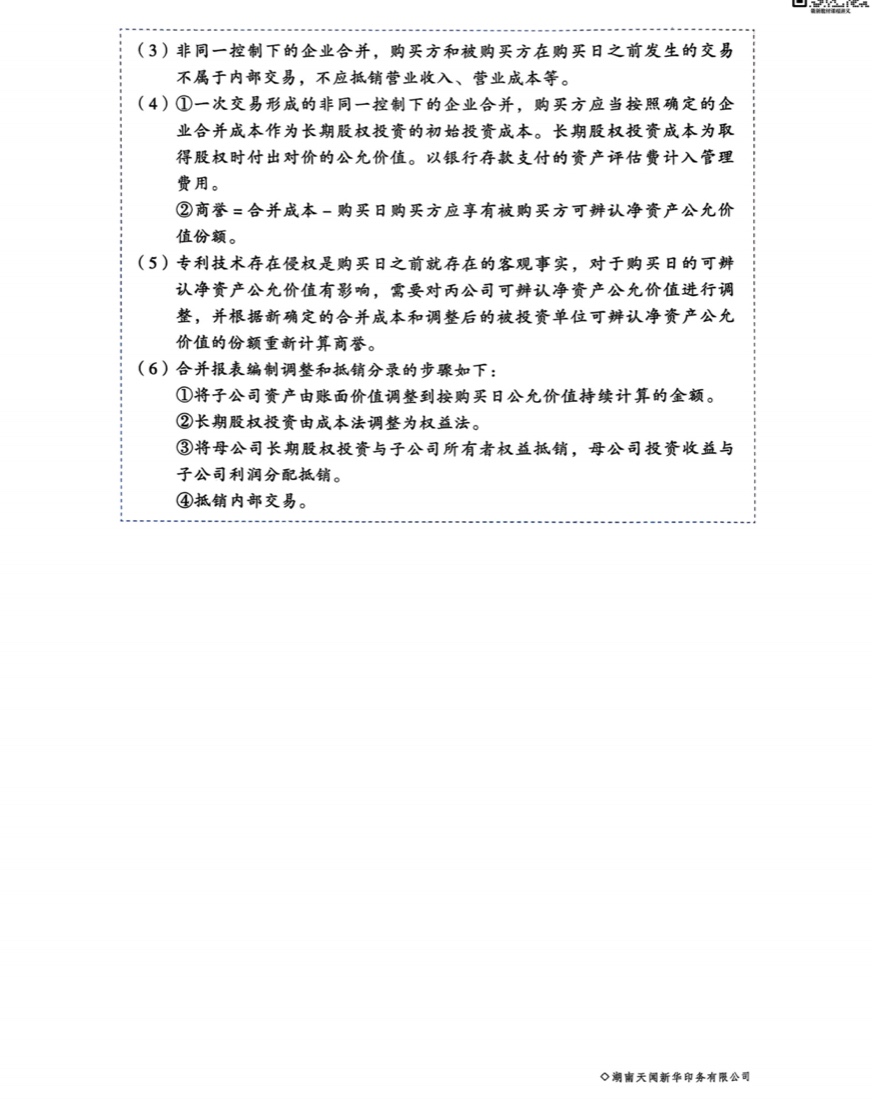 （3）非同一控制下的企业合并，购买方和被购买方在购买日之前发生的交易
不属于内部交易，不应抵销营业收入、营业成本等。
（4）①一次交易形成的非同一控制下的企业合并，购买方应当按照确定的企
业合并成本作为长期股权投资的初始投资成本。长期股权投资成本为取
得股权时付出对价的公允价值。以银行存款支付的资产评估费计入管理
费用。
②商誉=合并成本-购买日购买方应享有被购买方可辨认净资产公允价
值份额。
（5）专利技术存在侵权是购买日之前就存在的客观事实，对于购买日的可辨
认净资产公允价值有影响，需要对丙公司可辨认净资产公允价值进行调
整，并根据新确定的合并成本和调整后的被投资单位可辨认净资产公允
价值的份额重新计算商誉。
（6）合并报表编制调整和抵销分录的步骤如下：
①将子公司资产由账面价值调整到按购买日公允价值持续计算的金额。
②长期股权投资由成本法调整为权益法。
③将母公司长期股权投资与子公司所有者权益抵销，母公司投资收益与
子公司利润分配抵销。
④抵销内部交易。
◇湖南天闻新华印务有限公司